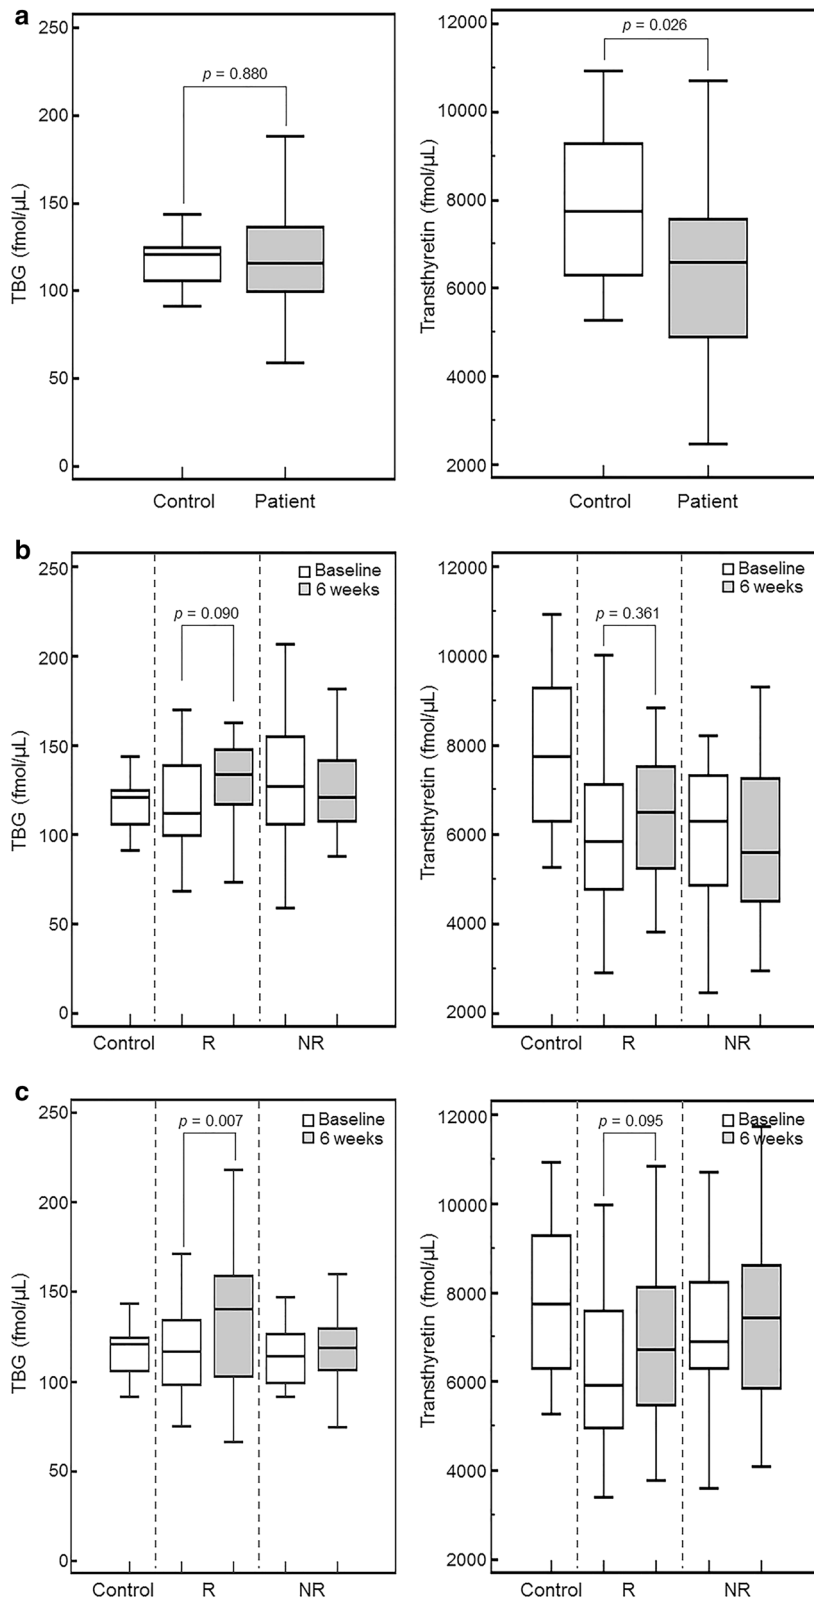 a
TBG (fmol/µL)
250
200
150
100
50
0
p = 0.880
Control Patient
Transthyretin (fmol/µL)
12000
10000
8000
6000
4000
2000
p = 0.026
Control Patient
b
TBG (fmol/µL)
250
200
150
100
50
0
Baseline
6 weeks
p = 0.090
Control R NR
Transthyretin (fmol/µL)
12000
10000
8000
6000
4000
2000
Baseline
6 weeks
p = 0.361
Control R NR
c
TBG (fmol/µL)
250
200
150
100
50
0
Baseline
6 weeks
p = 0.007
Control R NR
Transthyretin (fmol/µL)
12000
10000
8000
6000
4000
2000
Baseline
6 weeks
p = 0.095
Control R NR